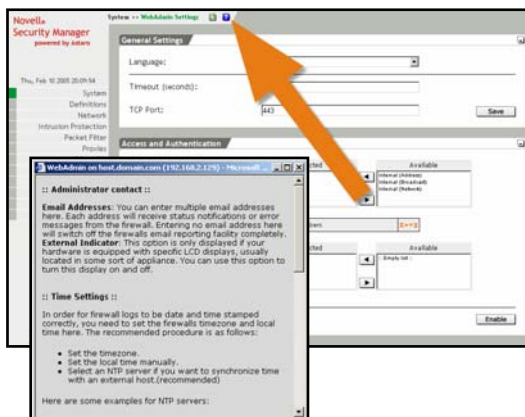 Novell®
Security Manager
powered by Astaro
System >> WebAdmin Settings
?
General Settings
Language:
Timeout (seconds):
TCP Port:
443
Save
Thu, Feb 10 2005 20:09:54
System
Definitions
Network
Intrusion Protection
Packet Filter
Proxies
Access and Authentication
Available
Internal (Address)
Internal (Broadcast)
Internal (Network)
Available
: Empty list :
Enable
WebAdmin on host.domain.com (192.168.2.129) - Microsoft ...
:: Administrator contact ::
Email Addresses: You can enter multiple email addresses
here. Each address will receive status notifications or error
messages from the firewall. Entering no email address here
will switch off the firewalls email reporting facility completely.
External Indicator: This option is only displayed if your
hardware is equipped with specific LCD displays, usually
located in some sort of appliance. You can use this option to
turn this display on and off.
:: Time Settings ::
In order for firewall logs to be date and time stamped
correctly, you need to set the firewalls timezone and local
time here. The recommended procedure is as follows:
• Set the timezone.
• Set the local time manually.
• Select an NTP server if you want to synchronize time
with an external host.(recommended)
Here are some examples for NTP servers: